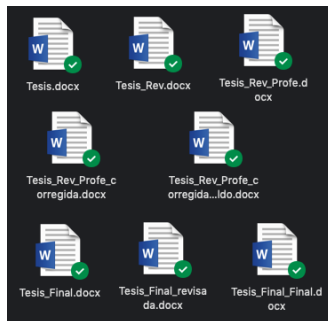 Tesis.docx
Tesis_Rev.docx
Tesis_Rev_Profe.d
ocx
Tesis_Rev_Profe_c
orregida.docx
Tesis_Rev_Profe_c
orregida...ldo.docx
Tesis_Final.docx
Tesis_Final_revisa
da.docx
Tesis_Final_Final.d
ocx